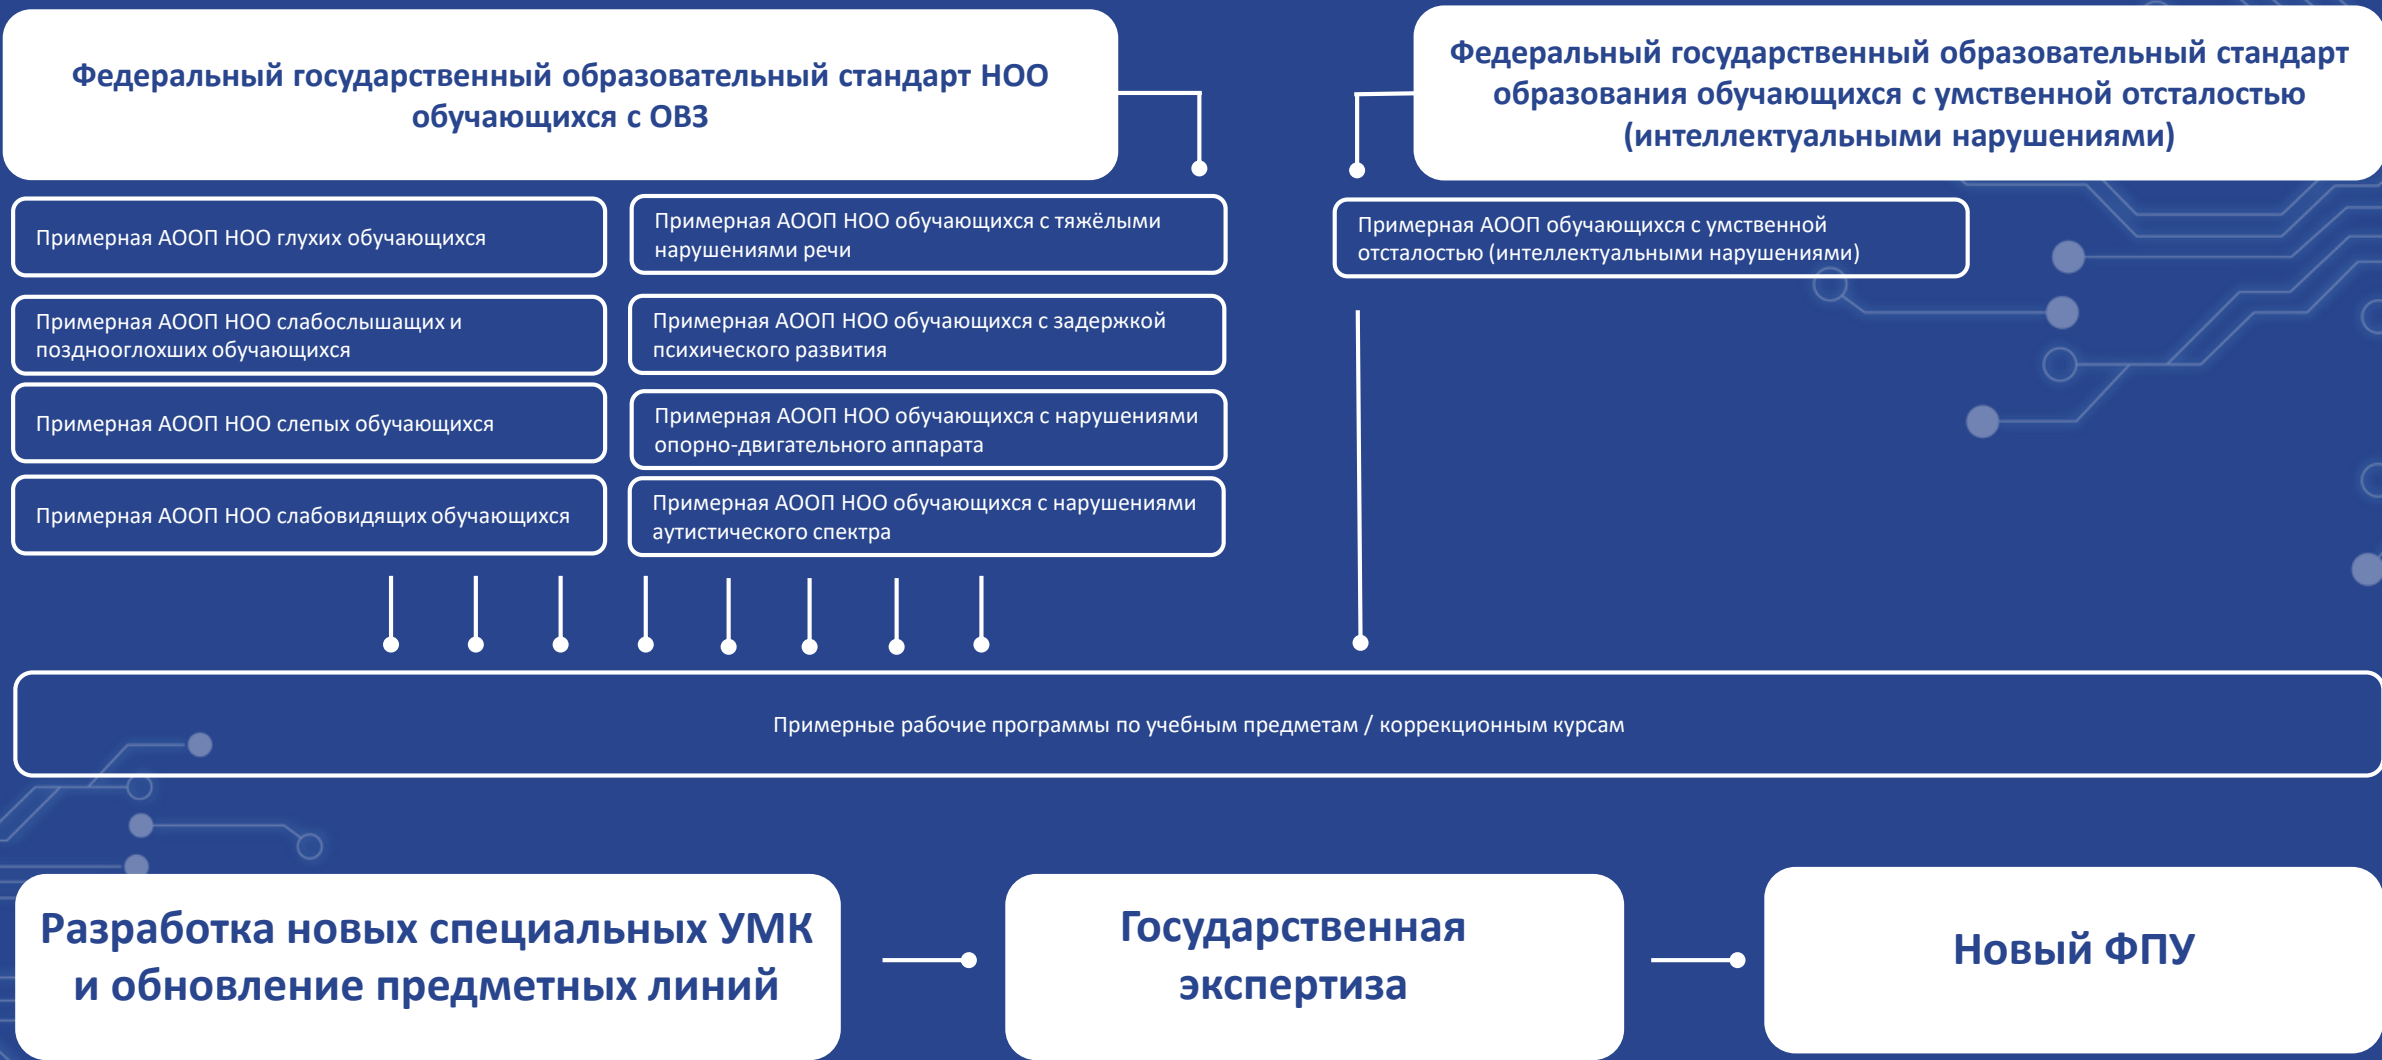 Федеральный государственный образовательный стандарт НОО
обучающихся с ОВЗ
Федеральный государственный образовательный стандарт
образования обучающихся с умственной отсталостью
(интеллектуальными нарушениями)
Примерная АООП НОО глухих обучающихся
Примерная АООП НОО слабослышащих и
позднооглохших обучающихся
Примерная АООП НОО слепых обучающихся
Примерная АООП НОО слабовидящих обучающихся
Примерная АООП НОО обучающихся с тяжёлыми
нарушениями речи
Примерная АООП НОО обучающихся с задержкой
психического развития
Примерная АООП НОО обучающихся с нарушениями
опорно-двигательного аппарата
Примерная АООП НОО обучающихся с нарушениями
аутистического спектра
Примерная АООП обучающихся с умственной
отсталостью (интеллектуальными нарушениями)
Примерные рабочие программы по учебным предметам / коррекционным курсам
Разработка новых специальных УМК
и обновление предметных линий
Государственная
экспертиза
Новый ФПУ